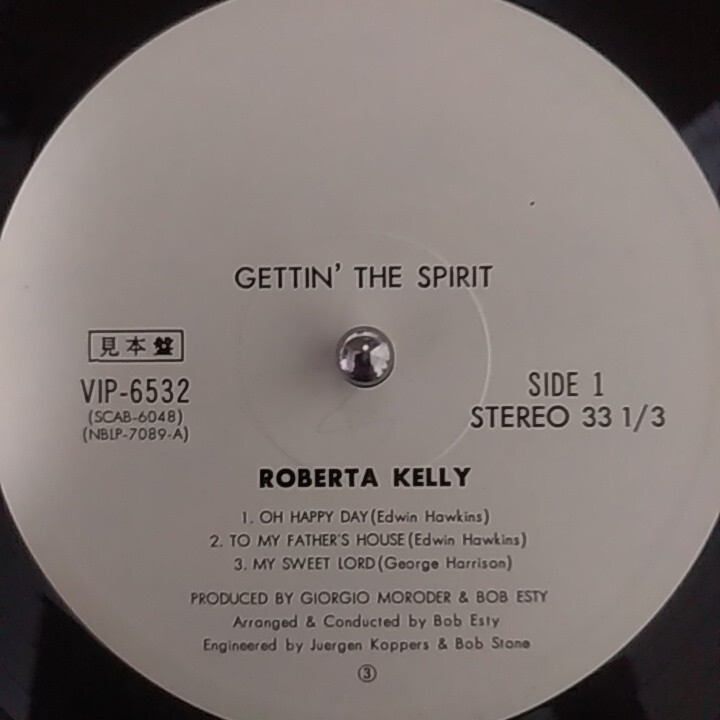 GETTIN' THE SPIRIT
見本盤
VIP-6532
(SCAB-6048)
(NBLP-7089-A)
SIDE 1
STEREO 33 1/3
ROBERTA KELLY
1. OH HAPPY DAY(Edwin Hawkins)
2. TO MY FATHER'S HOUSE(Edwin Hawkins)
3. MY SWEET LORD(George Harrison)
PRODUCED BY GIORGIO MORODER & BOB ESTY
Arranged & Conducted by Bob Esty
Engineered by Juergen Koppers & Bob Stone
③